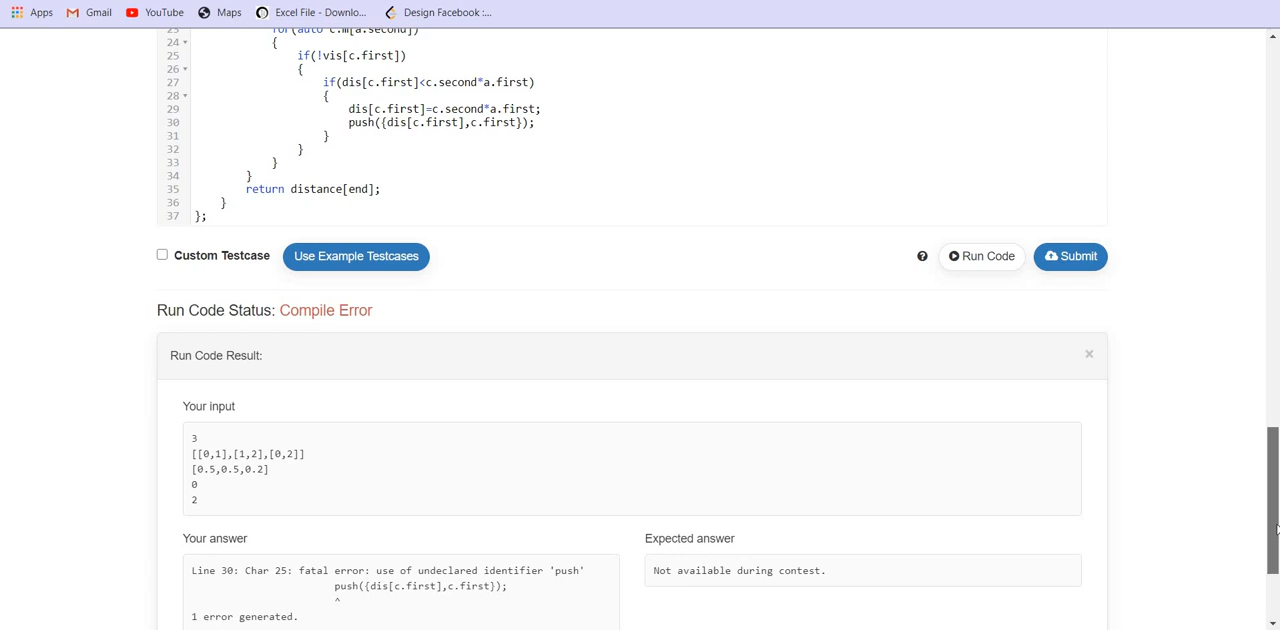 Apps Gmail YouTube Maps Excel File - Downlo... Design Facebook :...
23 for(auto c:m[a.second])
24 {
25 if(!vis[c.first])
26 {
27 if(dis[c.first]<c.second*a.first)
28 {
29 dis[c.first]=c.second*a.first;
30 push({dis[c.first],c.first});
31 }
32 }
33 }
34 }
35 return distance[end];
36 }
37 };
Custom Testcase Use Example Testcases Run Code Submit
Run Code Status: Compile Error
Run Code Result: ×
Your input
3
[[0,1],[1,2],[0,2]]
[0.5,0.5,0.2]
0
2
Your answer Expected answer
Line 30: Char 25: fatal error: use of undeclared identifier 'push' Not available during contest.
push({dis[c.first],c.first});
^
1 error generated.